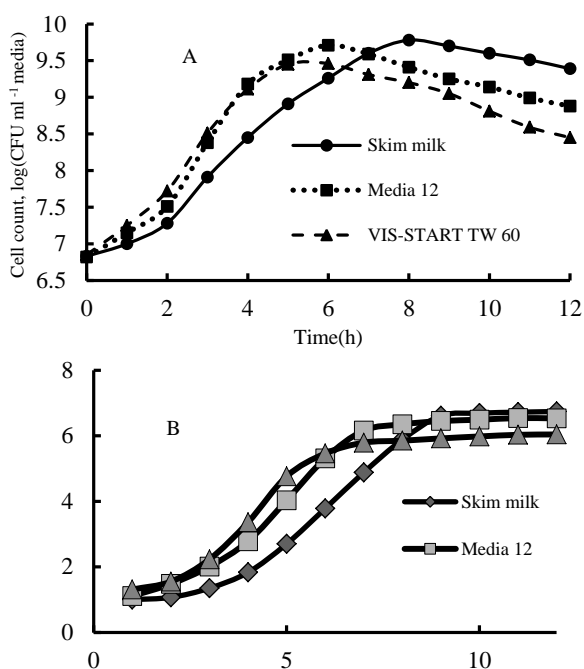 10
9.5
9
8.5
8
7.5
7
6.5
A
Cell count, log(CFU ml ⁻¹ media)
Skim milk
Media 12
VIS-START TW 60
0 2 4 6 8 10 12
Time(h)
8
6
4
2
0
B
Skim milk
Media 12
0 5 10